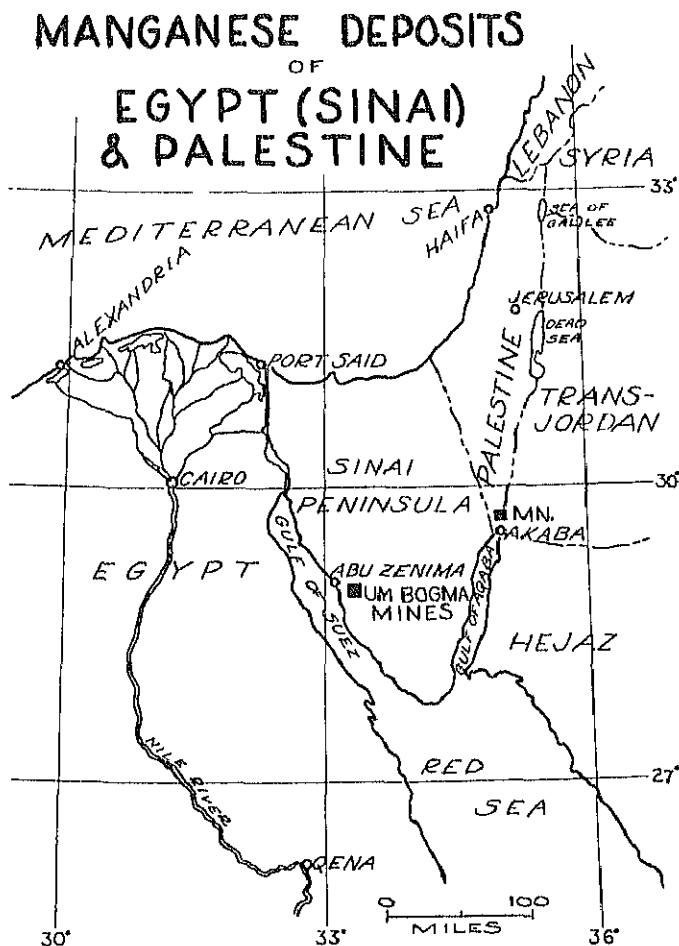 MANGANESE DEPOSITS
OF
EGYPT (SINAI)
& PALESTINE
LEBANON
SYRIA
33°
MEDITERRANEAN SEA
HAIFA
SEA OF
GALILEE
ALEXANDRIA
JERUSALEM
DEAD
SEA
PORT SAID
PALESTINE
TRANS-
JORDAN
CAIRO
SINAI
PENINSULA
30°
MN.
AKABA
EGYPT
GULF OF SUEZ
ABU ZENIMA
UM BOGMA
MINES
GULF OF AQABA
HEJAZ
NILE RIVER
RED
SEA
27°
QENA
0 100
MILES
30° 33° 36°